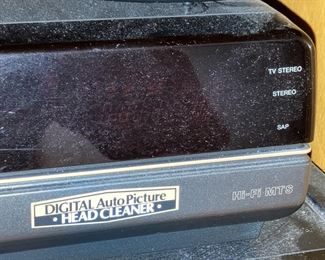 TV STEREO
STEREO
SAP
Hi-Fi MTS
DIGITAL Auto Picture
• HEAD CLEANER •